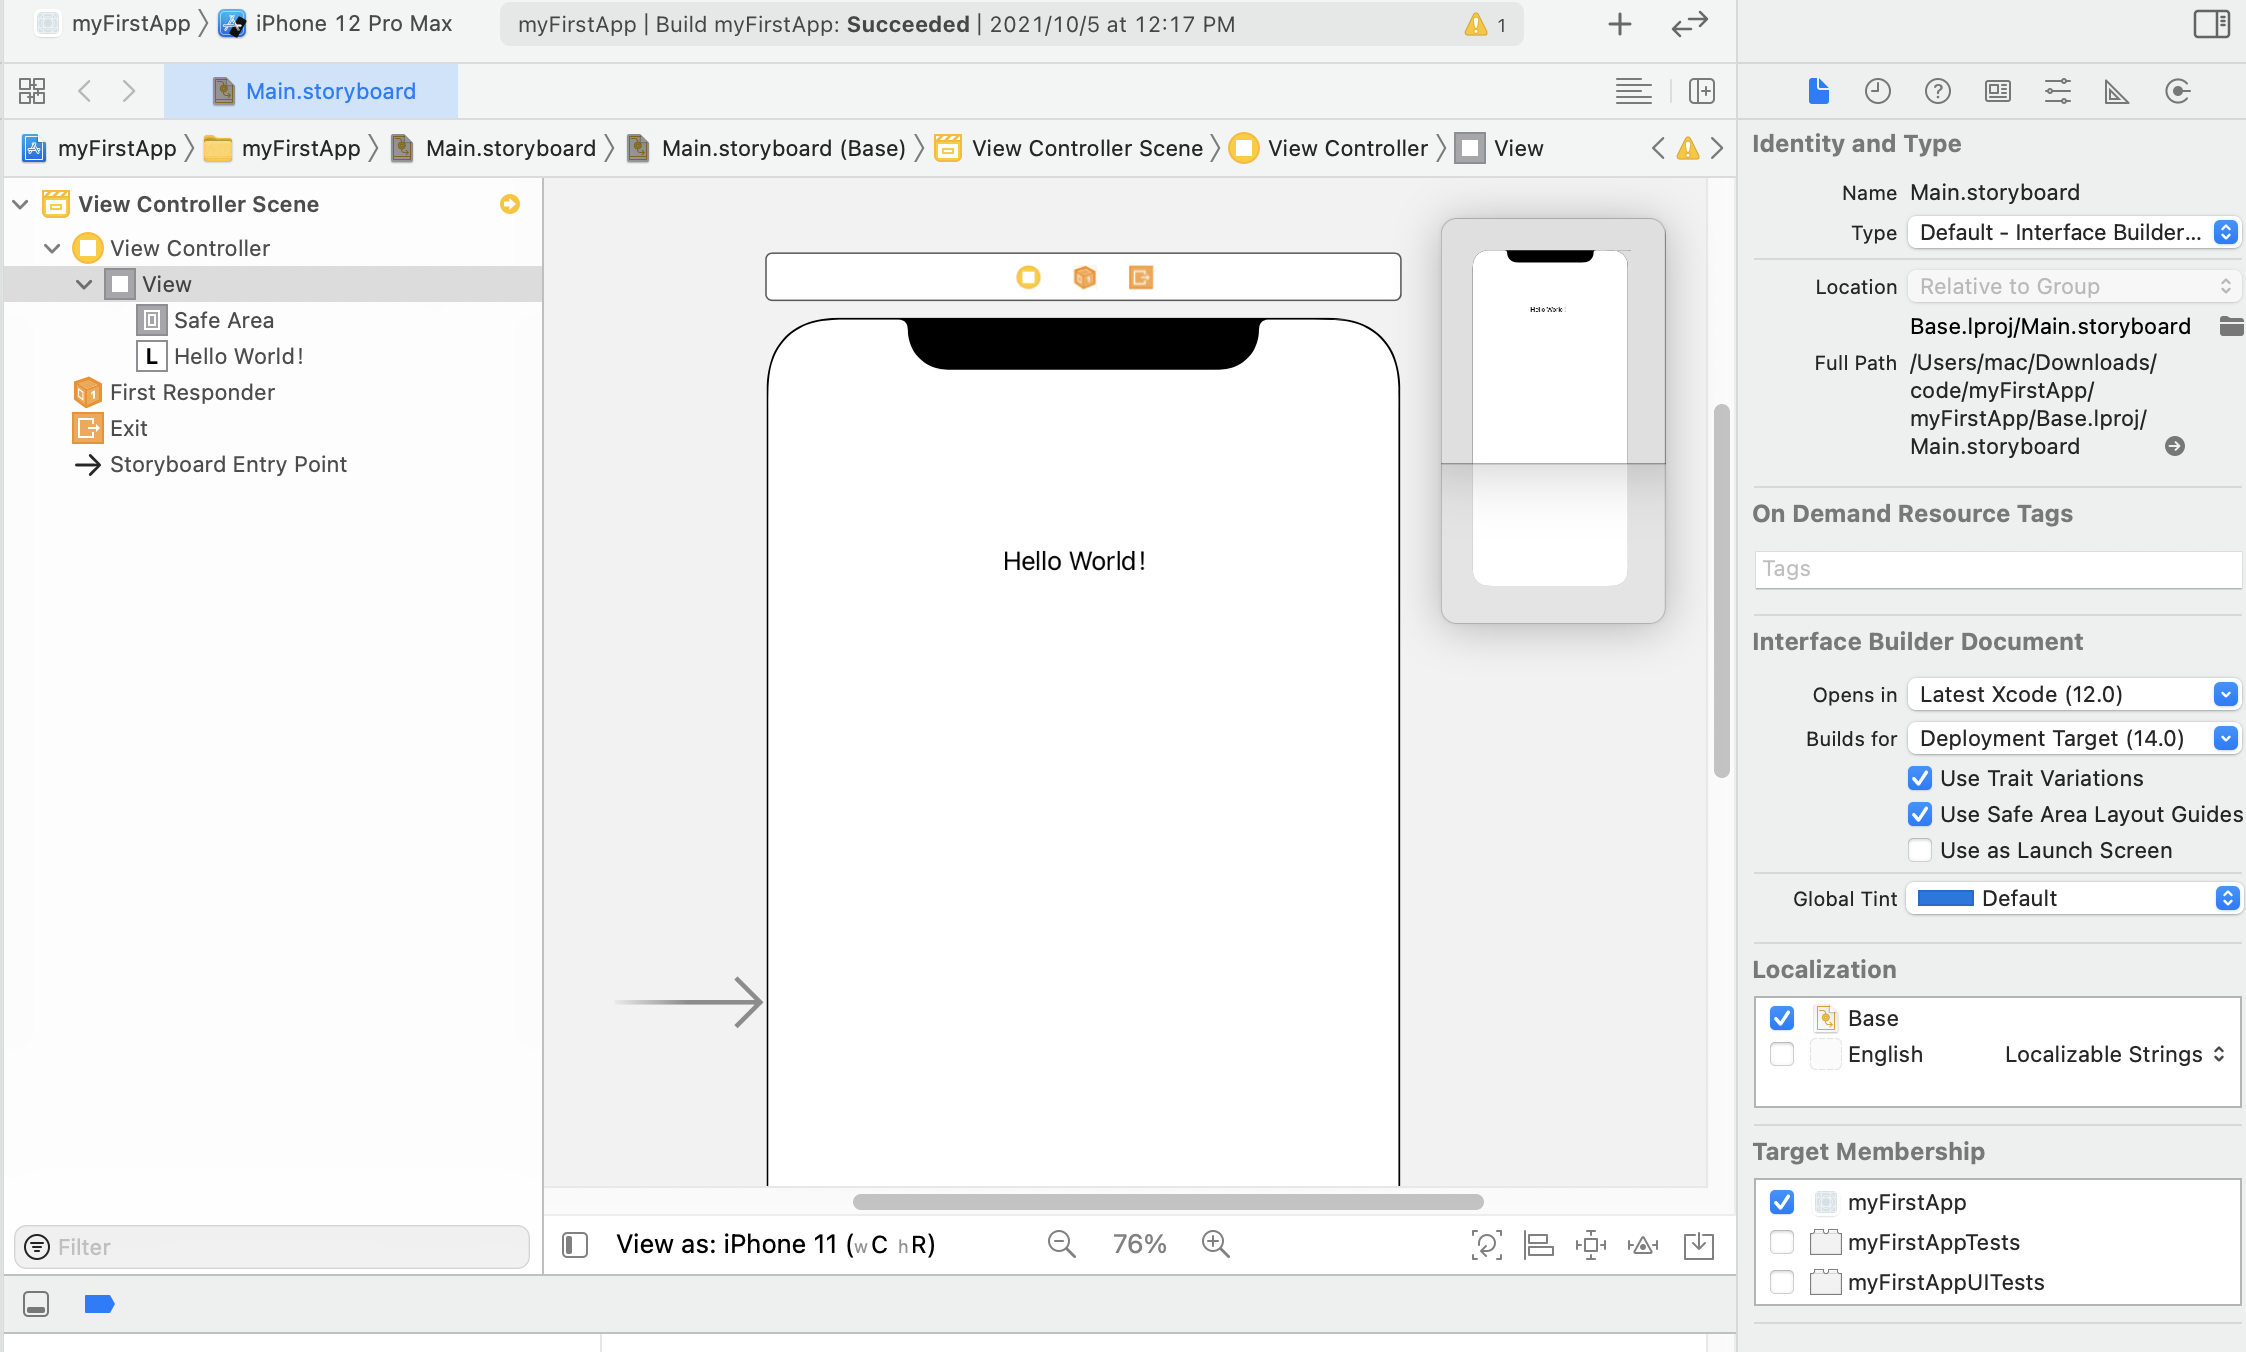 myFirstApp 〉 iPhone 12 Pro Max
myFirstApp | Build myFirstApp: Succeeded | 2021/10/5 at 12:17 PM
1
Main.storyboard
myFirstApp 〉 myFirstApp 〉 Main.storyboard 〉 Main.storyboard (Base) 〉 View Controller Scene 〉 View Controller 〉 View
View Controller Scene
View Controller
View
Safe Area
L Hello World!
First Responder
Exit
Storyboard Entry Point
Filter
Hello World!
Hello World!
View as: iPhone 11 (wC hR)
76%
Identity and Type
Name Main.storyboard
Type Default - Interface Builder...
Location Relative to Group
Base.lproj/Main.storyboard
Full Path /Users/mac/Downloads/
code/myFirstApp/
myFirstApp/Base.lproj/
Main.storyboard
On Demand Resource Tags
Tags
Interface Builder Document
Opens in Latest Xcode (12.0)
Builds for Deployment Target (14.0)
Use Trait Variations
Use Safe Area Layout Guides
Use as Launch Screen
Global Tint Default
Localization
Base
English Localizable Strings
Target Membership
myFirstApp
myFirstAppTests
myFirstAppUITests